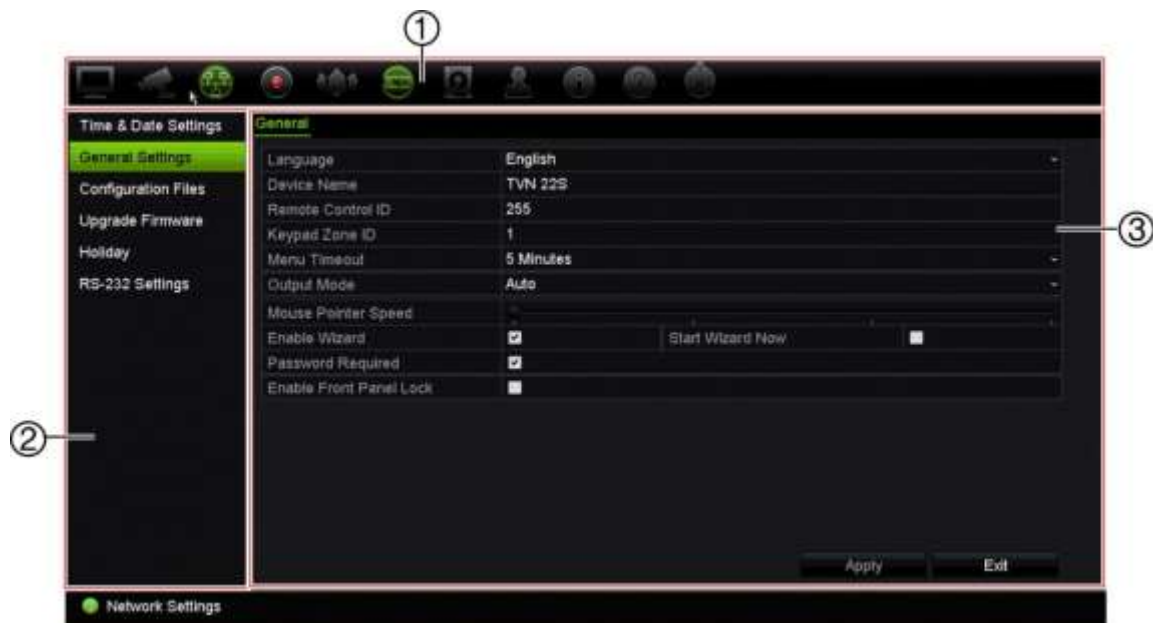 ①
Time & Date Settings
General
General Settings
Language English
Configuration Files
Device Name TVN 22S
Remote Control ID 255
Upgrade Firmware
Keypad Zone ID 1
③
Holiday
Menu Timeout 5 Minutes
RS-232 Settings
Output Mode Auto
Mouse Pointer Speed
Enable Wizard Start Wizard Now
Password Required
Enable Front Panel Lock
②
Apply Exit
Network Settings